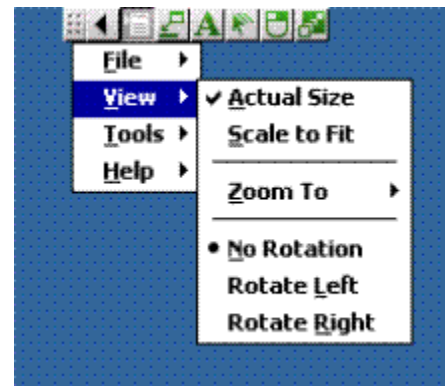 A
File
View
Tools
Help
Actual Size
Scale to Fit
Zoom To
No Rotation
Rotate Left
Rotate Right